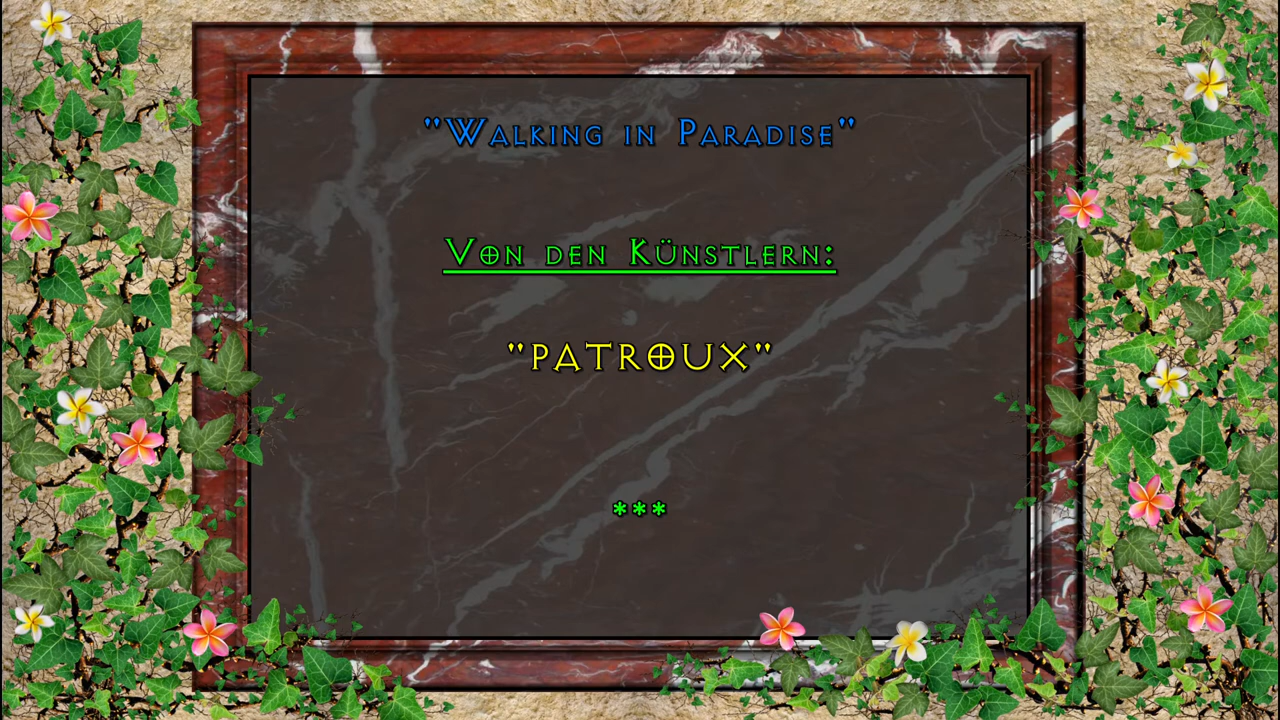 "Walking in Paradise"
Von den Künstlern:
"PATROUX"
***